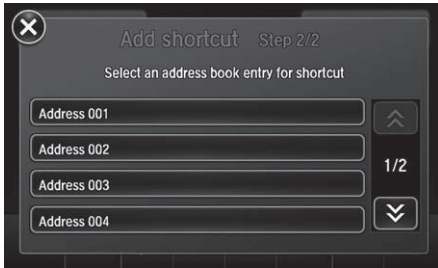 Add shortcut Step 2/2
Select an address book entry for shortcut
Address 001
Address 002
1/2
Address 003
Address 004